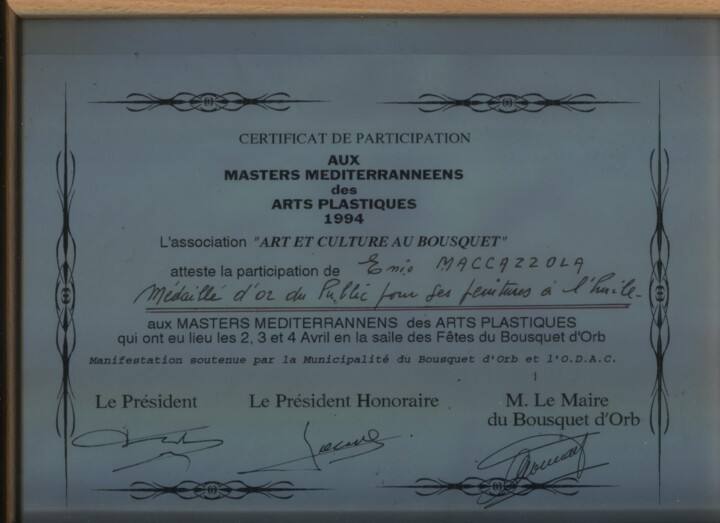 CERTIFICAT DE PARTICIPATION
AUX
MASTERS MEDITERRANNEENS
des
ARTS PLASTIQUES
1994
L'association "ART ET CULTURE AU BOUSQUET"
atteste la participation de Enio MACCAZZOLA
Médaillé d'or du Public pour ses peintures à l'huile.
aux MASTERS MEDITERRANNENS des ARTS PLASTIQUES
qui ont eu lieu les 2, 3 et 4 Avril en la salle des Fêtes du Bousquet d'Orb
Manifestation soutenue par la Municipalité du Bousquet d'Orb et l'O.D.A.C.
Le Président Le Président Honoraire M. Le Maire
du Bousquet d'Orb